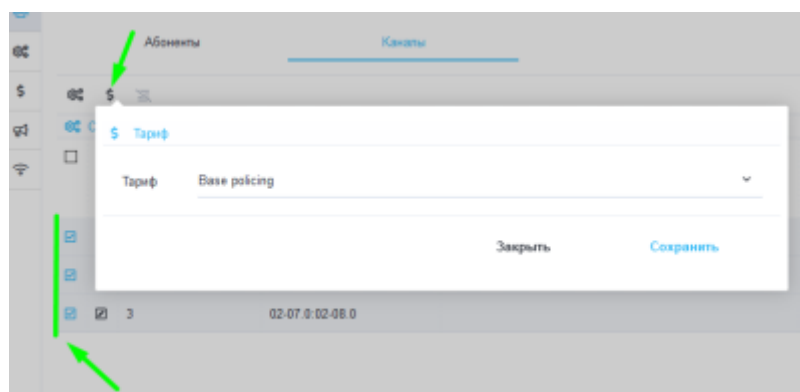 Абоненты
Каналы
$
$
$ Тариф
Тариф
Base policing
Закрыть
Сохранить
3
02-07.0:02-08.0